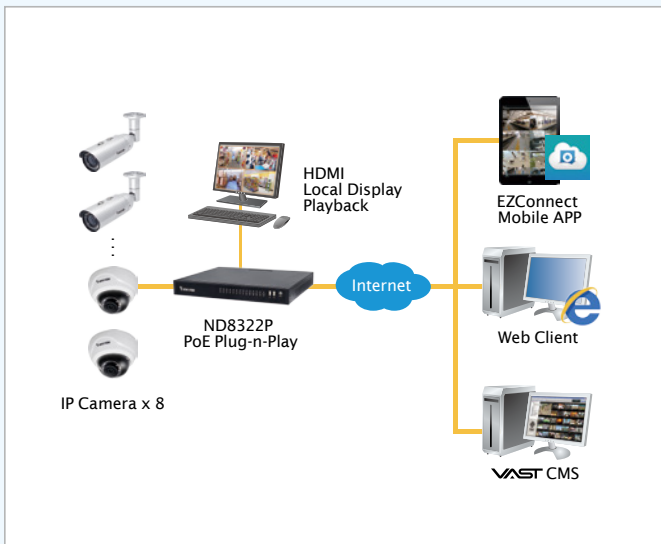 HDMI
Local Display
Playback
EZConnect
Mobile APP
Internet
ND8322P
PoE Plug-n-Play
Web Client
IP Camera x 8
VAST CMS